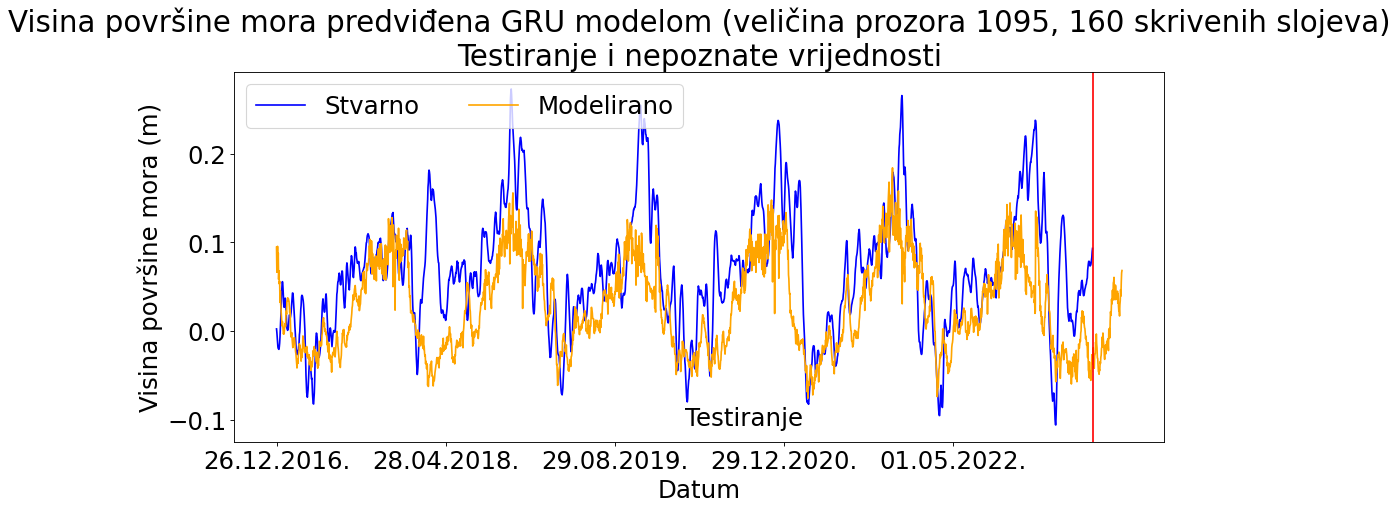 Visina površine mora predviđena GRU modelom (veličina prozora 1095, 160 skrivenih slojeva)
Testiranje i nepoznate vrijednosti
Stvarno Modelirano
Visina površine mora (m)
0.2
0.1
0.0
−0.1
Testiranje
26.12.2016. 28.04.2018. 29.08.2019. 29.12.2020. 01.05.2022.
Datum